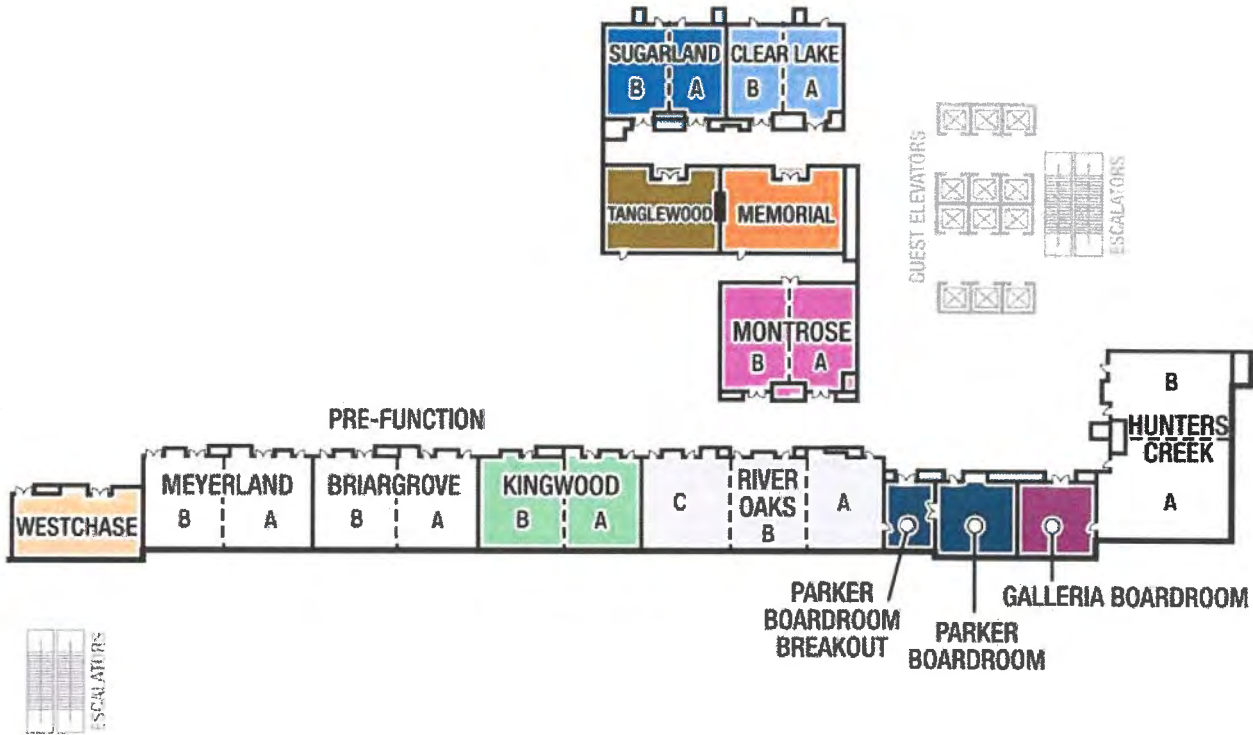 SUGARLAND
B
A
CLEAR LAKE
B
A
GUEST ELEVATORS
ESCALATORS
TANGLEWOOD
MEMORIAL
MONTROSE
B
A
PRE-FUNCTION
B
HUNTERS
CREEK
A
WESTCHASE
MEYERLAND
B
A
BRIARGROVE
B
A
KINGWOOD
B
A
C
RIVER
OAKS
B
A
PARKER
BOARDROOM
BREAKOUT
PARKER
BOARDROOM
GALLERIA BOARDROOM
ESCALATORS